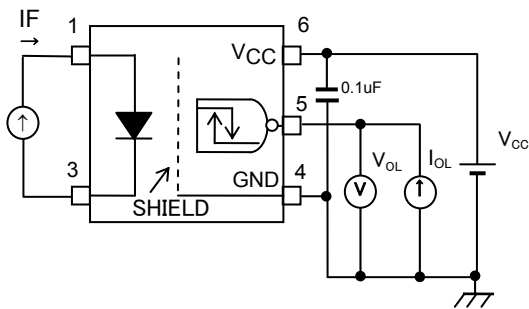 IF
→
1
6
VCC
0.1uF
5
VCC
VOL
IOL
↑
V
↑
3
GND
4
SHIELD